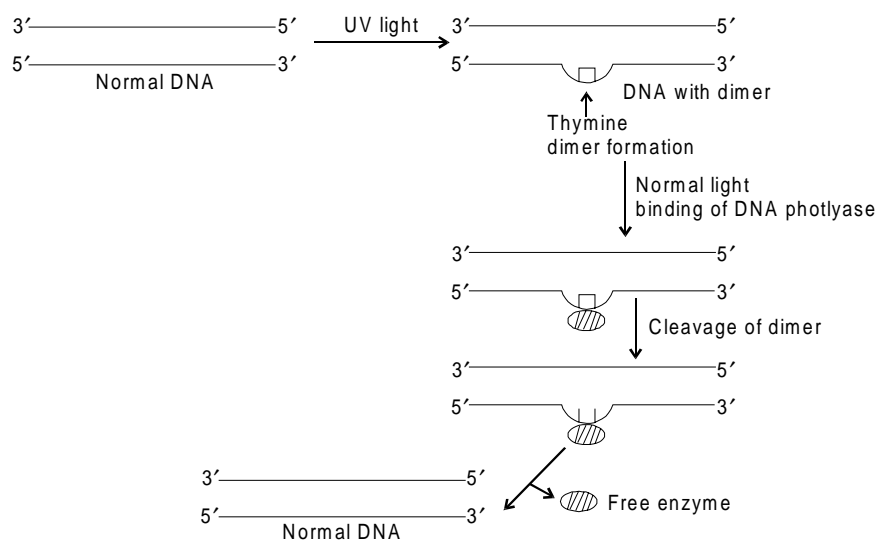 3′ 5′ UV light 3′ 5′
5′ 3′ 5′ 3′
Normal DNA DNA with dimer
Thymine
dimer formation
Normal light
binding of DNA photlyase
3′ 5′
5′ 3′
Cleavage of dimer
3′ 5′
5′ 3′
3′ 5′
Free enzyme
5′ 3′
Normal DNA